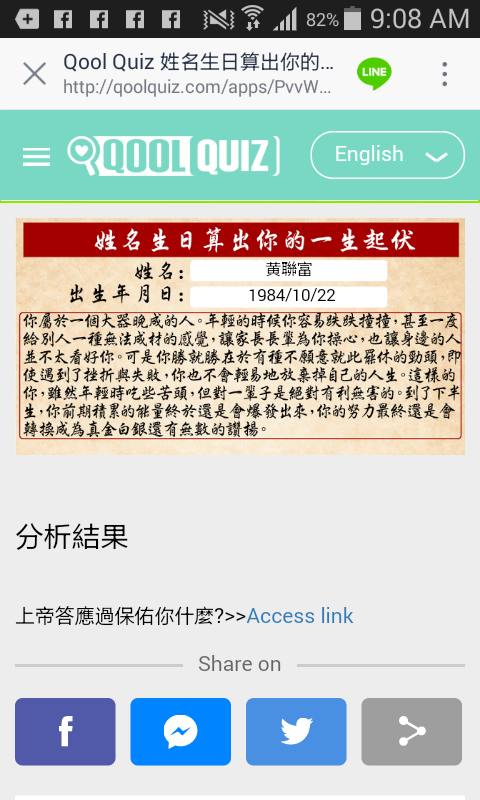 82% 9:08 AM
Qool Quiz 姓名生日算出你的...
http://qoolquiz.com/apps/PvvW...
LINE
QOOL QUIZ
English
姓名生日算出你的一生起伏
姓名: 黄聯富
出生年月日: 1984/10/22
你屬於一個大器晚成的人。年輕的時候你容易跌跌撞撞,甚至一度
給別人一種無法成材的感覺,讓家長長輩為你操心,也讓身邊的人
並不太看好你。可是你勝就勝在於有種不願意就此罷休的勁頭,即
使遇到了挫折與失敗,你也不會輕易地放棄掉自己的人生。這樣的
你,雖然年輕時吃些苦頭,但對一輩子是絕對有利無害的。到了下半
生,你前期積累的能量終於還是會爆發出來,你的努力最終還是會
轉換成為真金白銀還有無數的讚揚。
分析結果
上帝答應過保佑你什麼?>>Access link
Share on